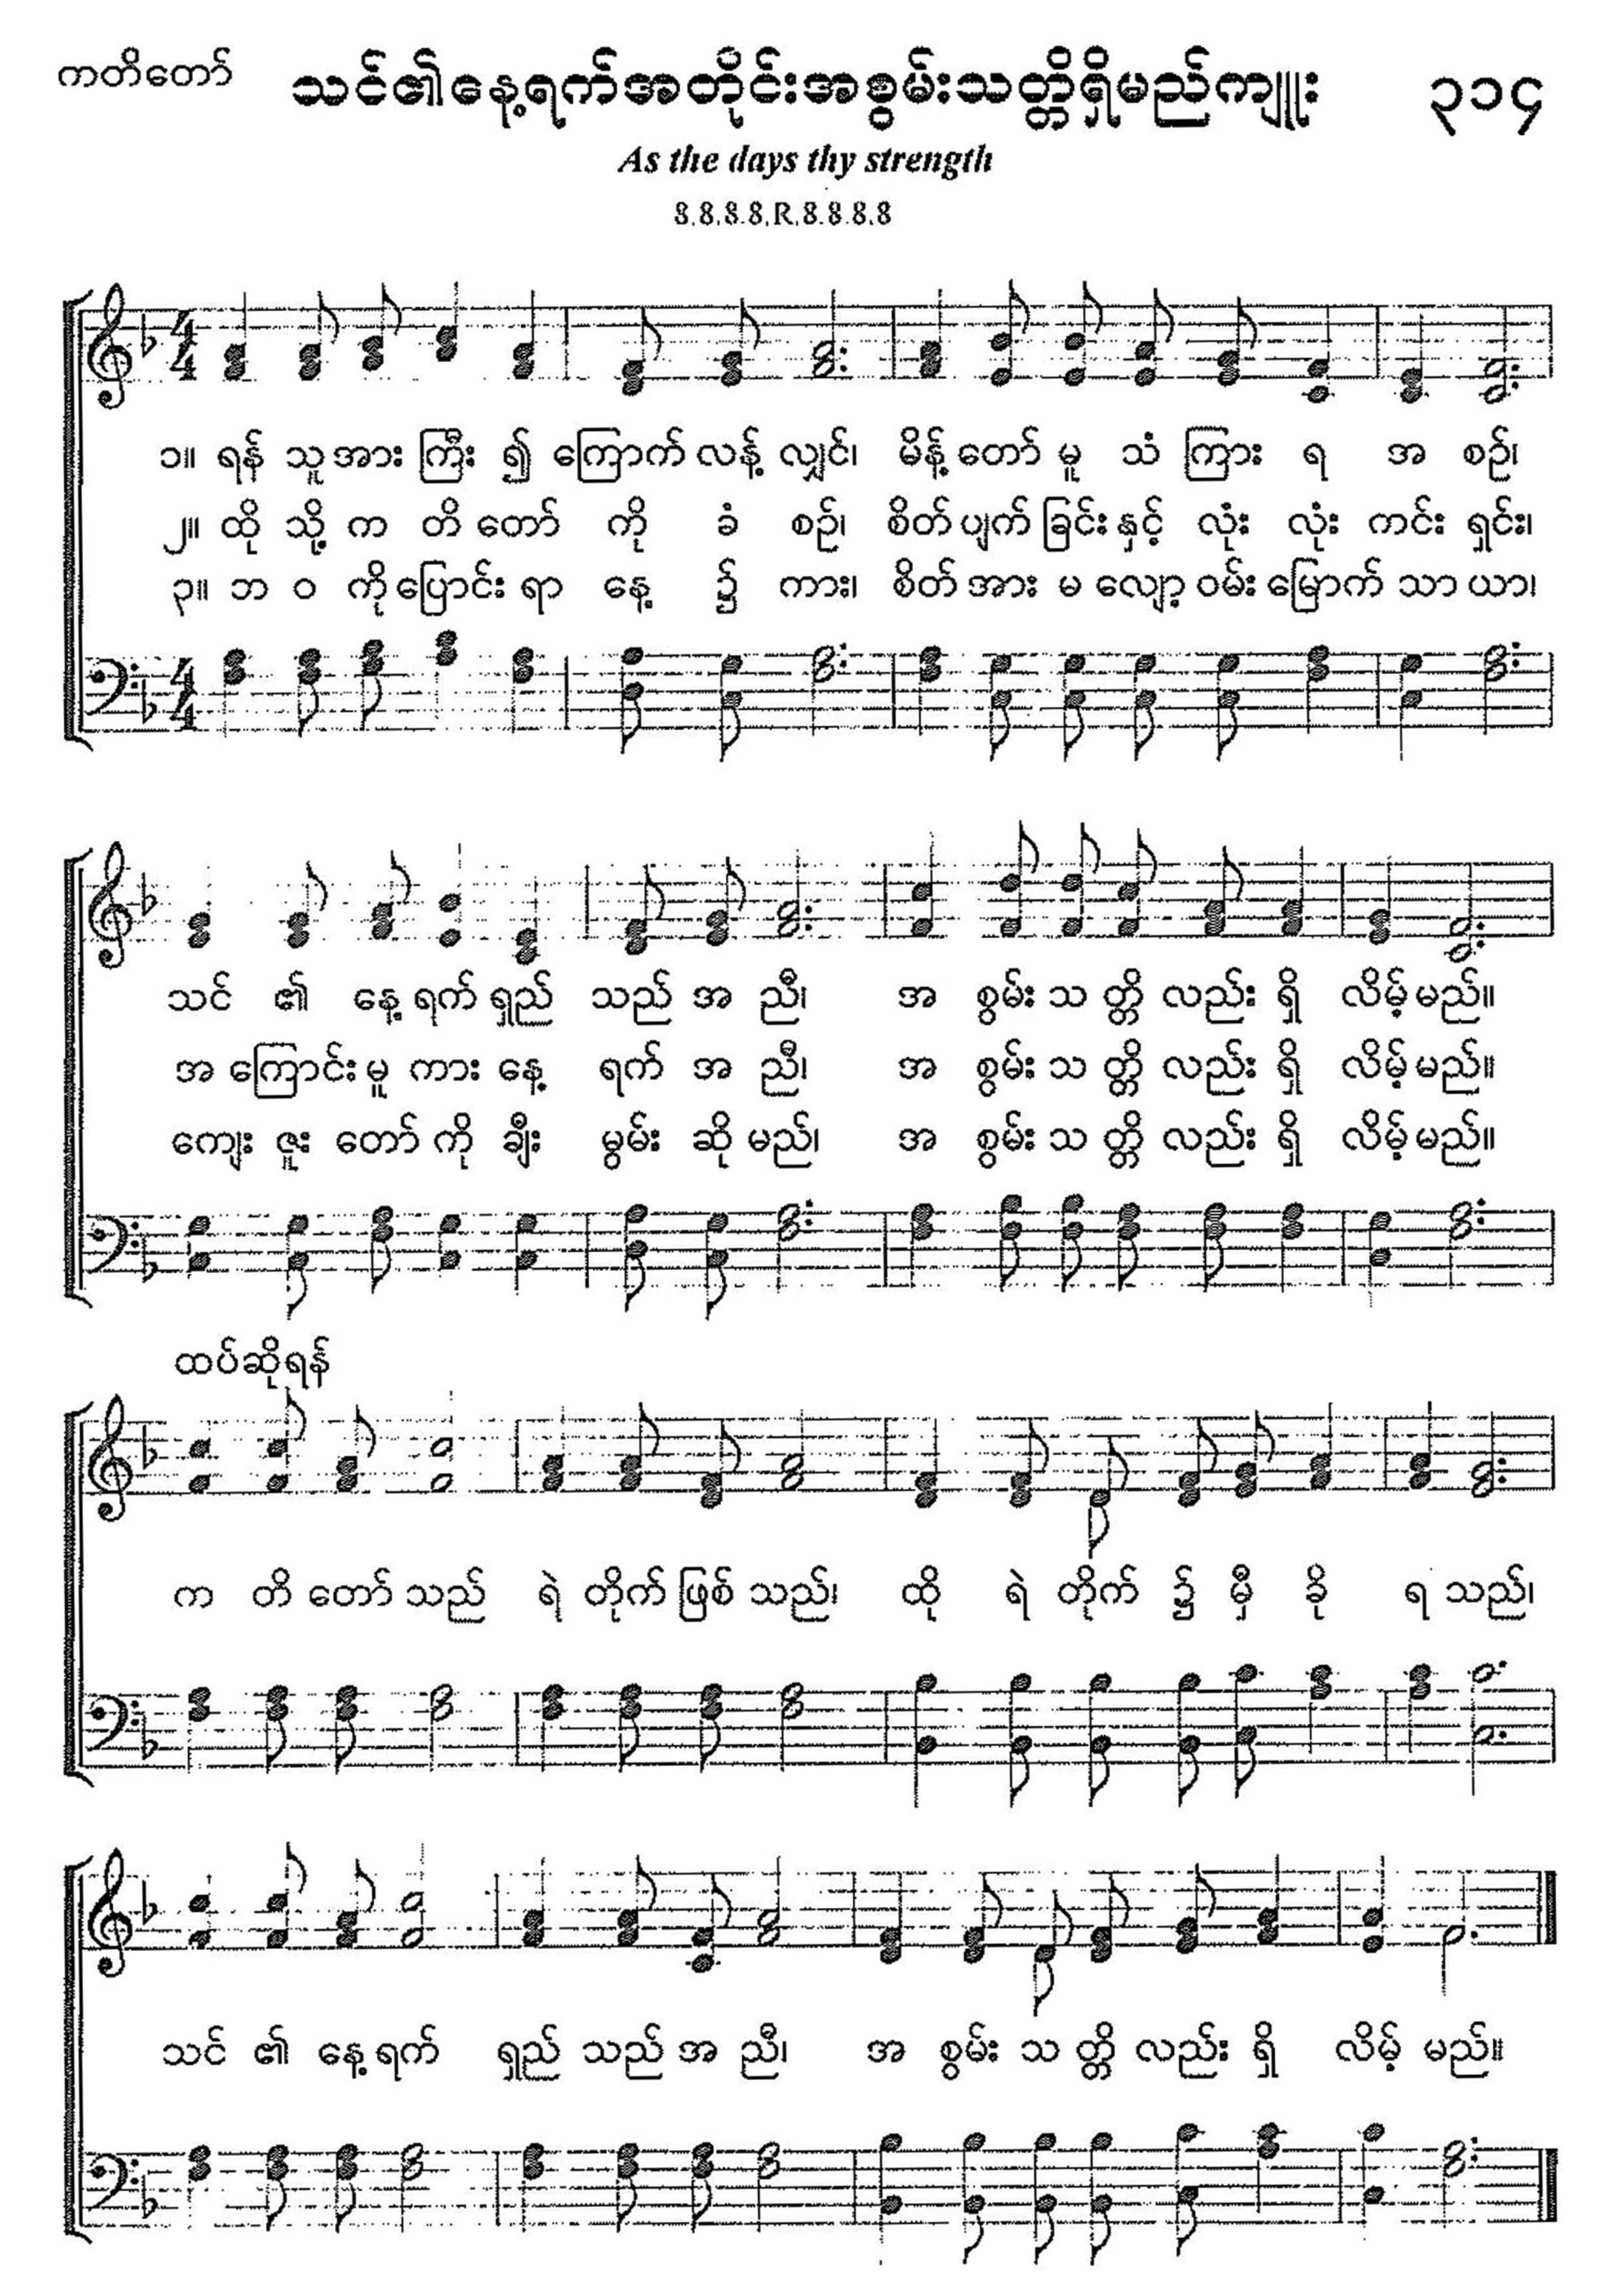 ကတိတော်
သင်၏နေ့ရက်အတိုင်းအစွမ်းသတ္တိရှိမည်ကျူး
၃၁၄
As the days thy strength
8.8.8.8,R,8.8.8.8
၁။ ရန် သူ အား ကြီး ၍ ကြောက် လန့် လျှင်၊ မိန့် တော် မူ သံ ကြား ရ အ စဉ်၊
၂။ ထို သို့ က တိ တော် ကို ခံ စဉ်၊ စိတ် ပျက် ခြင်း နှင့် လုံး လုံး ကင်း ရှင်း၊
၃။ ဘ ဝ ကို ပြောင်း ရာ နေ့ ၌ ကား၊ စိတ် အား မ လျော့ ဝမ်း မြောက် သာ ယာ၊
သင် ၏ နေ့ ရက် ရှည် သည် အ ညီ၊ အ စွမ်း သ တ္တိ လည်း ရှိ လိမ့် မည်။
အ ကြောင်း မူ ကား နေ့ ရက် အ ညီ၊ အ စွမ်း သ တ္တိ လည်း ရှိ လိမ့် မည်။
ကျေး ဇူး တော် ကို ချီး မွမ်း ဆို မည်၊ အ စွမ်း သ တ္တိ လည်း ရှိ လိမ့် မည်။
ထပ်ဆိုရန်
က တိ တော် သည် ရဲ တိုက် ဖြစ် သည်၊ ထို ရဲ တိုက် ၌ မှီ ခို ရ သည်၊
သင် ၏ နေ့ ရက် ရှည် သည် အ ညီ၊ အ စွမ်း သ တ္တိ လည်း ရှိ လိမ့် မည်။